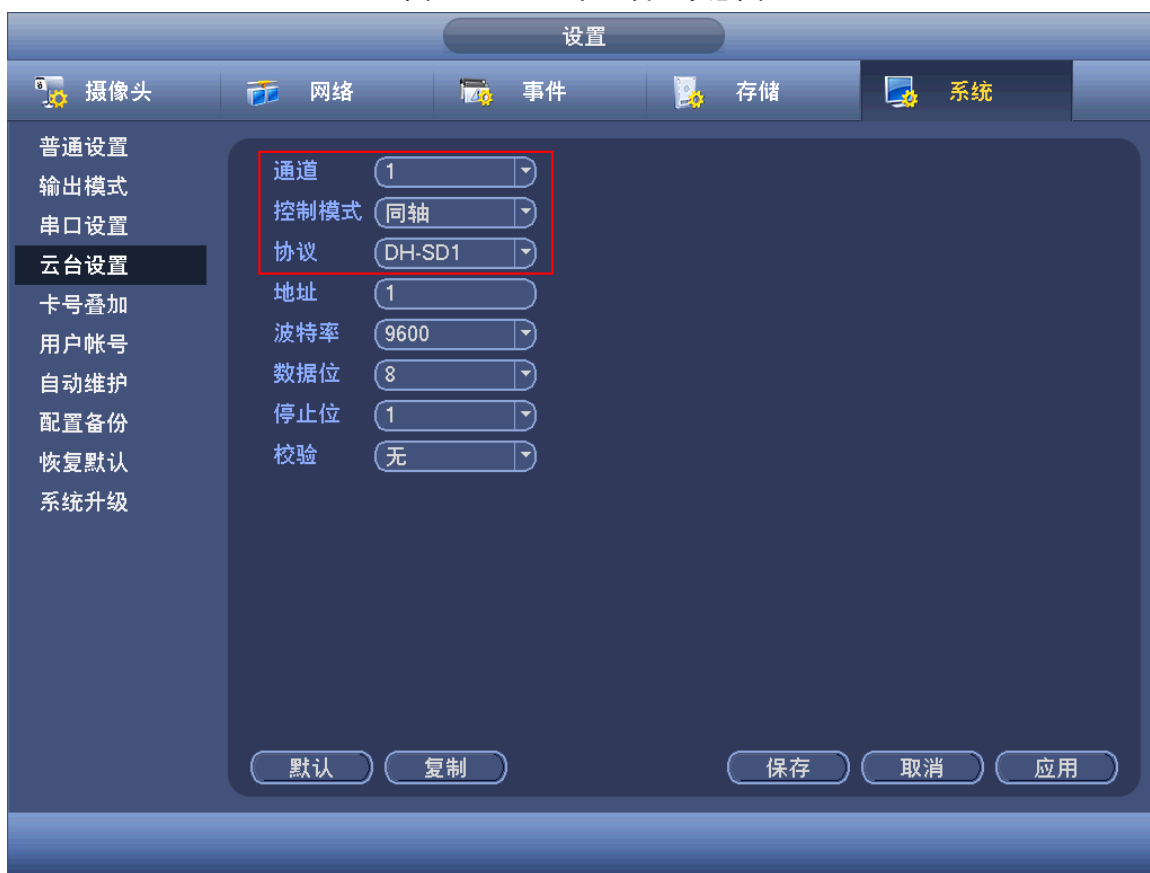 设置
摄像头 网络 事件 存储 系统
普通设置
输出模式
串口设置
云台设置
卡号叠加
用户帐号
自动维护
配置备份
恢复默认
系统升级
通道 1
控制模式 同轴
协议 DH-SD1
地址 1
波特率 9600
数据位 8
停止位 1
校验 无
默认 复制 保存 取消 应用